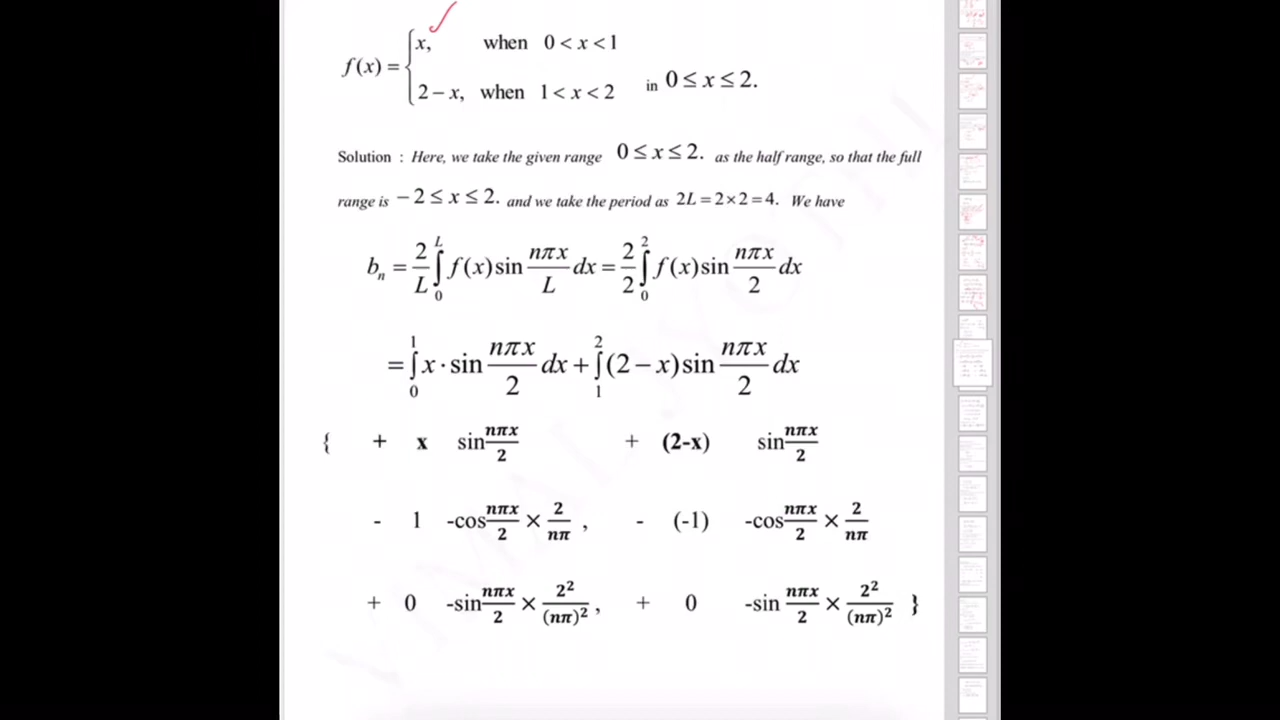 f(x) = { x, when 0 < x < 1
2 − x, when 1 < x < 2 in 0 ≤ x ≤ 2.
Solution : Here, we take the given range 0 ≤ x ≤ 2. as the half range, so that the full
range is − 2 ≤ x ≤ 2. and we take the period as 2L = 2×2 = 4. We have
bₙ = 2/L ∫₀ᴸ f(x) sin nπx/L dx = 2/2 ∫₀² f(x) sin nπx/2 dx
= ∫₀¹ x · sin nπx/2 dx + ∫₁² (2 − x) sin nπx/2 dx
{ + x sin nπx/2 + (2-x) sin nπx/2
- 1 -cos nπx/2 × 2/nπ , - (-1) -cos nπx/2 × 2/nπ
+ 0 -sin nπx/2 × 2²/(nπ)² , + 0 -sin nπx/2 × 2²/(nπ)² }